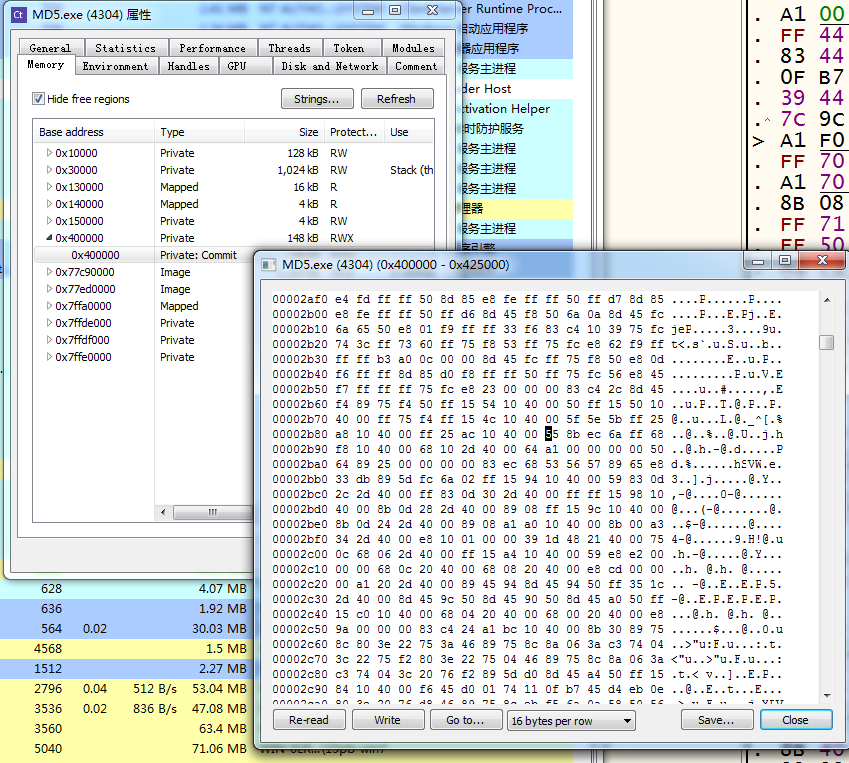 MD5.exe (4304) 属性
General Statistics Performance Threads Token Modules
Memory Environment Handles GPU Disk and Network Comment
Hide free regions Strings... Refresh
Base address Type Size Protect... Use
0x10000 Private 128 kB RW
0x30000 Private 1,024 kB RW Stack (th
0x130000 Mapped 16 kB R
0x140000 Mapped 4 kB R
0x150000 Private 4 kB RW
0x400000 Private 148 kB RWX
0x400000 Private: Commit
0x77c90000 Image
0x77ed0000 Image
0x7ffa0000 Mapped
0x7ffde000 Private
0x7ffdf000 Private
0x7ffe0000 Private
er Runtime Proc...
启动应用程序
器应用程序
服务主进程
der Host
ctivation Helper
时防护服务
服务主进程
服务主进程
服务主进程
理器
服务主进程
. A1 00
. FF 44
. 83 44
. 0F B7
. 39 44
. 7C 9C
> A1 F0
. FF 70
. A1 70
. 8B 08
. FF 71
. FF 50
MD5.exe (4304) (0x400000 - 0x425000)
00002af0 e4 fd ff ff 50 8d 85 e8 fe ff ff 50 ff d7 8d 85 ....P......P....
00002b00 e8 fe ff ff 50 ff d6 8d 45 f8 50 6a 0a 8d 45 fc ....P...E.Pj..E.
00002b10 6a 65 50 e8 01 f9 ff ff 33 f6 83 c4 10 39 75 fc jeP.....3....9u.
00002b20 74 3c ff 73 60 ff 75 f8 53 ff 75 fc e8 62 f9 ff t<.s`.u.S.u..b..
00002b30 ff ff b3 a0 0c 00 00 8d 45 fc ff 75 f8 50 e8 0d ........E..u.P..
00002b40 f6 ff ff 8d 85 d0 f8 ff ff 50 ff 75 fc 56 e8 45 .........P.u.V.E
00002b50 f7 ff ff ff 75 fc e8 23 00 00 00 83 c4 2c 8d 45 ....u..#.....,.E
00002b60 f4 89 75 f4 50 ff 15 54 10 40 00 50 ff 15 50 10 ..u.P..T.@.P..P.
00002b70 40 00 ff 75 f4 ff 15 4c 10 40 00 5f 5e 5b ff 25 @..u...L.@._^[.%
00002b80 a8 10 40 00 ff 25 ac 10 40 00 55 8b ec 6a ff 68 ..@..%..@.U..j.h
00002b90 f8 10 40 00 68 10 2d 40 00 64 a1 00 00 00 00 50 ..@.h.-@.d.....P
00002ba0 64 89 25 00 00 00 00 83 ec 68 53 56 57 89 65 e8 d.%......hSVW.e.
00002bb0 33 db 89 5d fc 6a 02 ff 15 94 10 40 00 59 83 0d 3..].j.....@.Y..
00002bc0 2c 2d 40 00 ff 83 0d 30 2d 40 00 ff ff 15 98 10 ,-@....0-@......
00002bd0 40 00 8b 0d 28 2d 40 00 89 08 ff 15 9c 10 40 00 @...(-@.......@.
00002be0 8b 0d 24 2d 40 00 89 08 a1 a0 10 40 00 8b 00 a3 ..$-@......@....
00002bf0 34 2d 40 00 e8 10 01 00 00 39 1d 48 21 40 00 75 4-@......9.H!@.u
00002c00 0c 68 06 2d 40 00 ff 15 a4 10 40 00 59 e8 e2 00 .h.-@.....@.Y...
00002c10 00 00 68 0c 20 40 00 68 08 20 40 00 e8 cd 00 00 ..h. @.h. @.....
00002c20 00 a1 20 2d 40 00 89 45 94 8d 45 94 50 ff 35 1c .. -@..E..E.P.5.
00002c30 2d 40 00 8d 45 9c 50 8d 45 90 50 8d 45 a0 50 ff -@..E.P.E.P.E.P.
00002c40 15 c0 10 40 00 68 04 20 40 00 68 00 20 40 00 e8 ...@.h. @.h. @..
00002c50 9a 00 00 00 83 c4 24 a1 bc 10 40 00 8b 30 89 75 ......$...@..0.u
00002c60 8c 80 3e 22 75 3a 46 89 75 8c 8a 06 3a c3 74 04 ..>"u:F.u...:.t.
00002c70 3c 22 75 f2 80 3e 22 75 04 46 89 75 8c 8a 06 3a <"u..>"u.F.u...:
00002c80 c3 74 04 3c 20 76 f2 89 5d d0 8d 45 a4 50 ff 15 .t.< v..]..E.P..
00002c90 84 10 40 00 f6 45 d0 01 74 11 0f b7 45 d4 eb 0e ..@..E..t...E...
Re-read Write Go to... 16 bytes per row Save... Close
628 4.07 MB
636 1.92 MB
564 0.02 30.03 MB
4568 1.5 MB
1512 2.27 MB
2796 0.04 512 B/s 53.04 MB
3536 0.02 836 B/s 47.08 MB
3560 63.4 MB
5040 71.06 MB